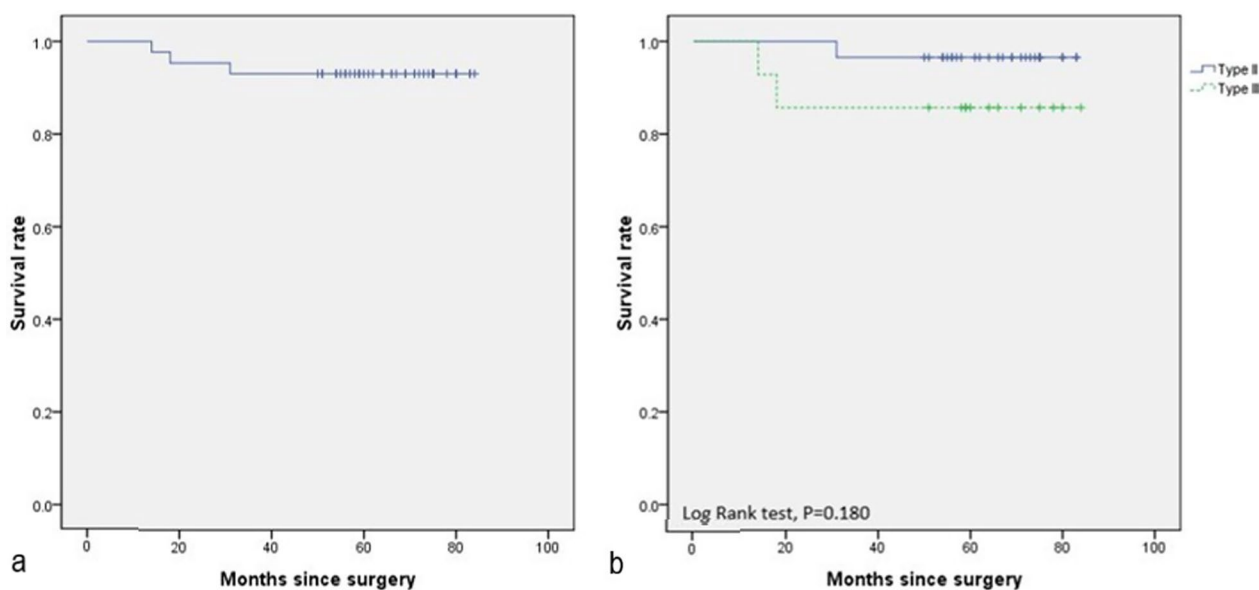 1.0
0.8
0.6
0.4
0.2
0.0
Survival rate
0 20 40 60 80 100
Months since surgery
a
1.0
0.8
0.6
0.4
0.2
0.0
Survival rate
Log Rank test, P=0.180
0 20 40 60 80 100
Months since surgery
b
Type II
Type III